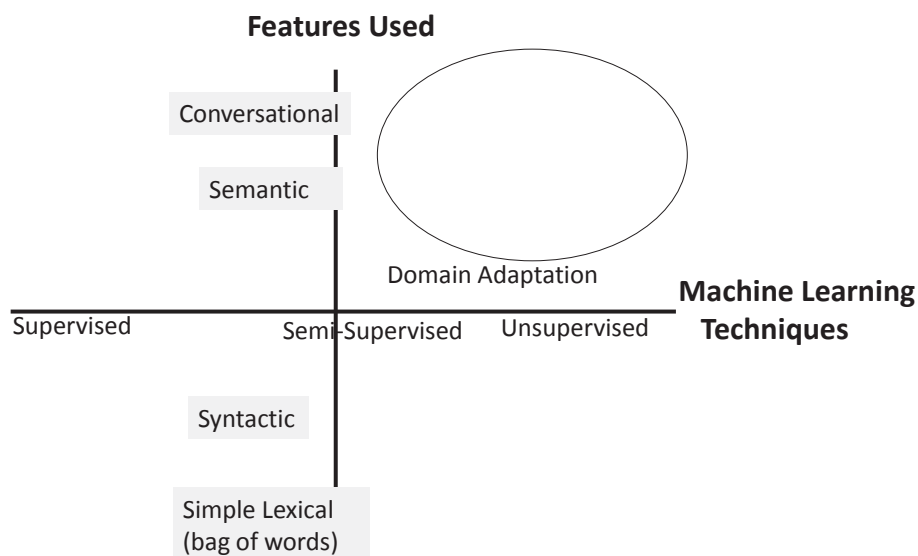 Features Used
Conversational
Semantic
Domain Adaptation
Machine Learning
Techniques
Supervised
Semi-Supervised
Unsupervised
Syntactic
Simple Lexical
(bag of words)